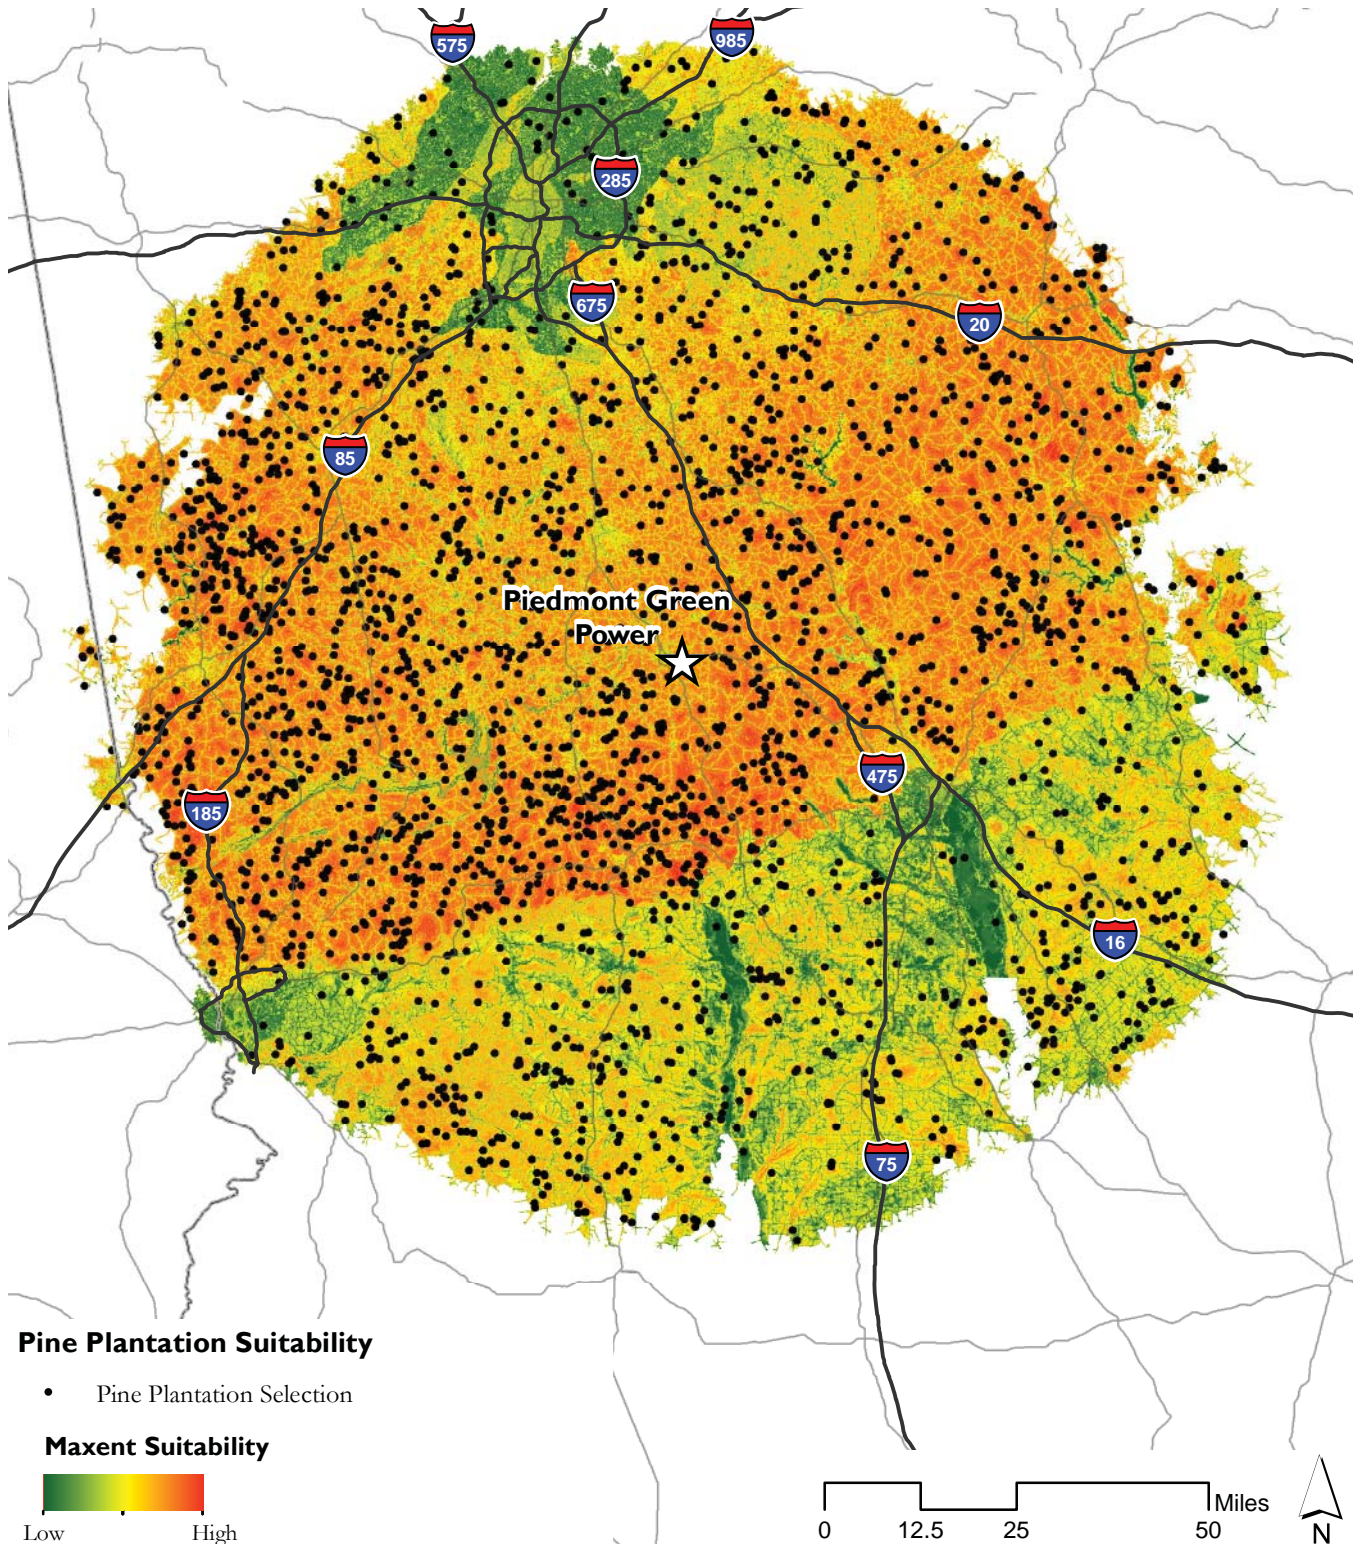 575
985
285
675
20
85
Piedmont Green
Power
475
185
16
75
Pine Plantation Suitability
• Pine Plantation Selection
Maxent Suitability
Low High
Miles
0 12.5 25 50
N